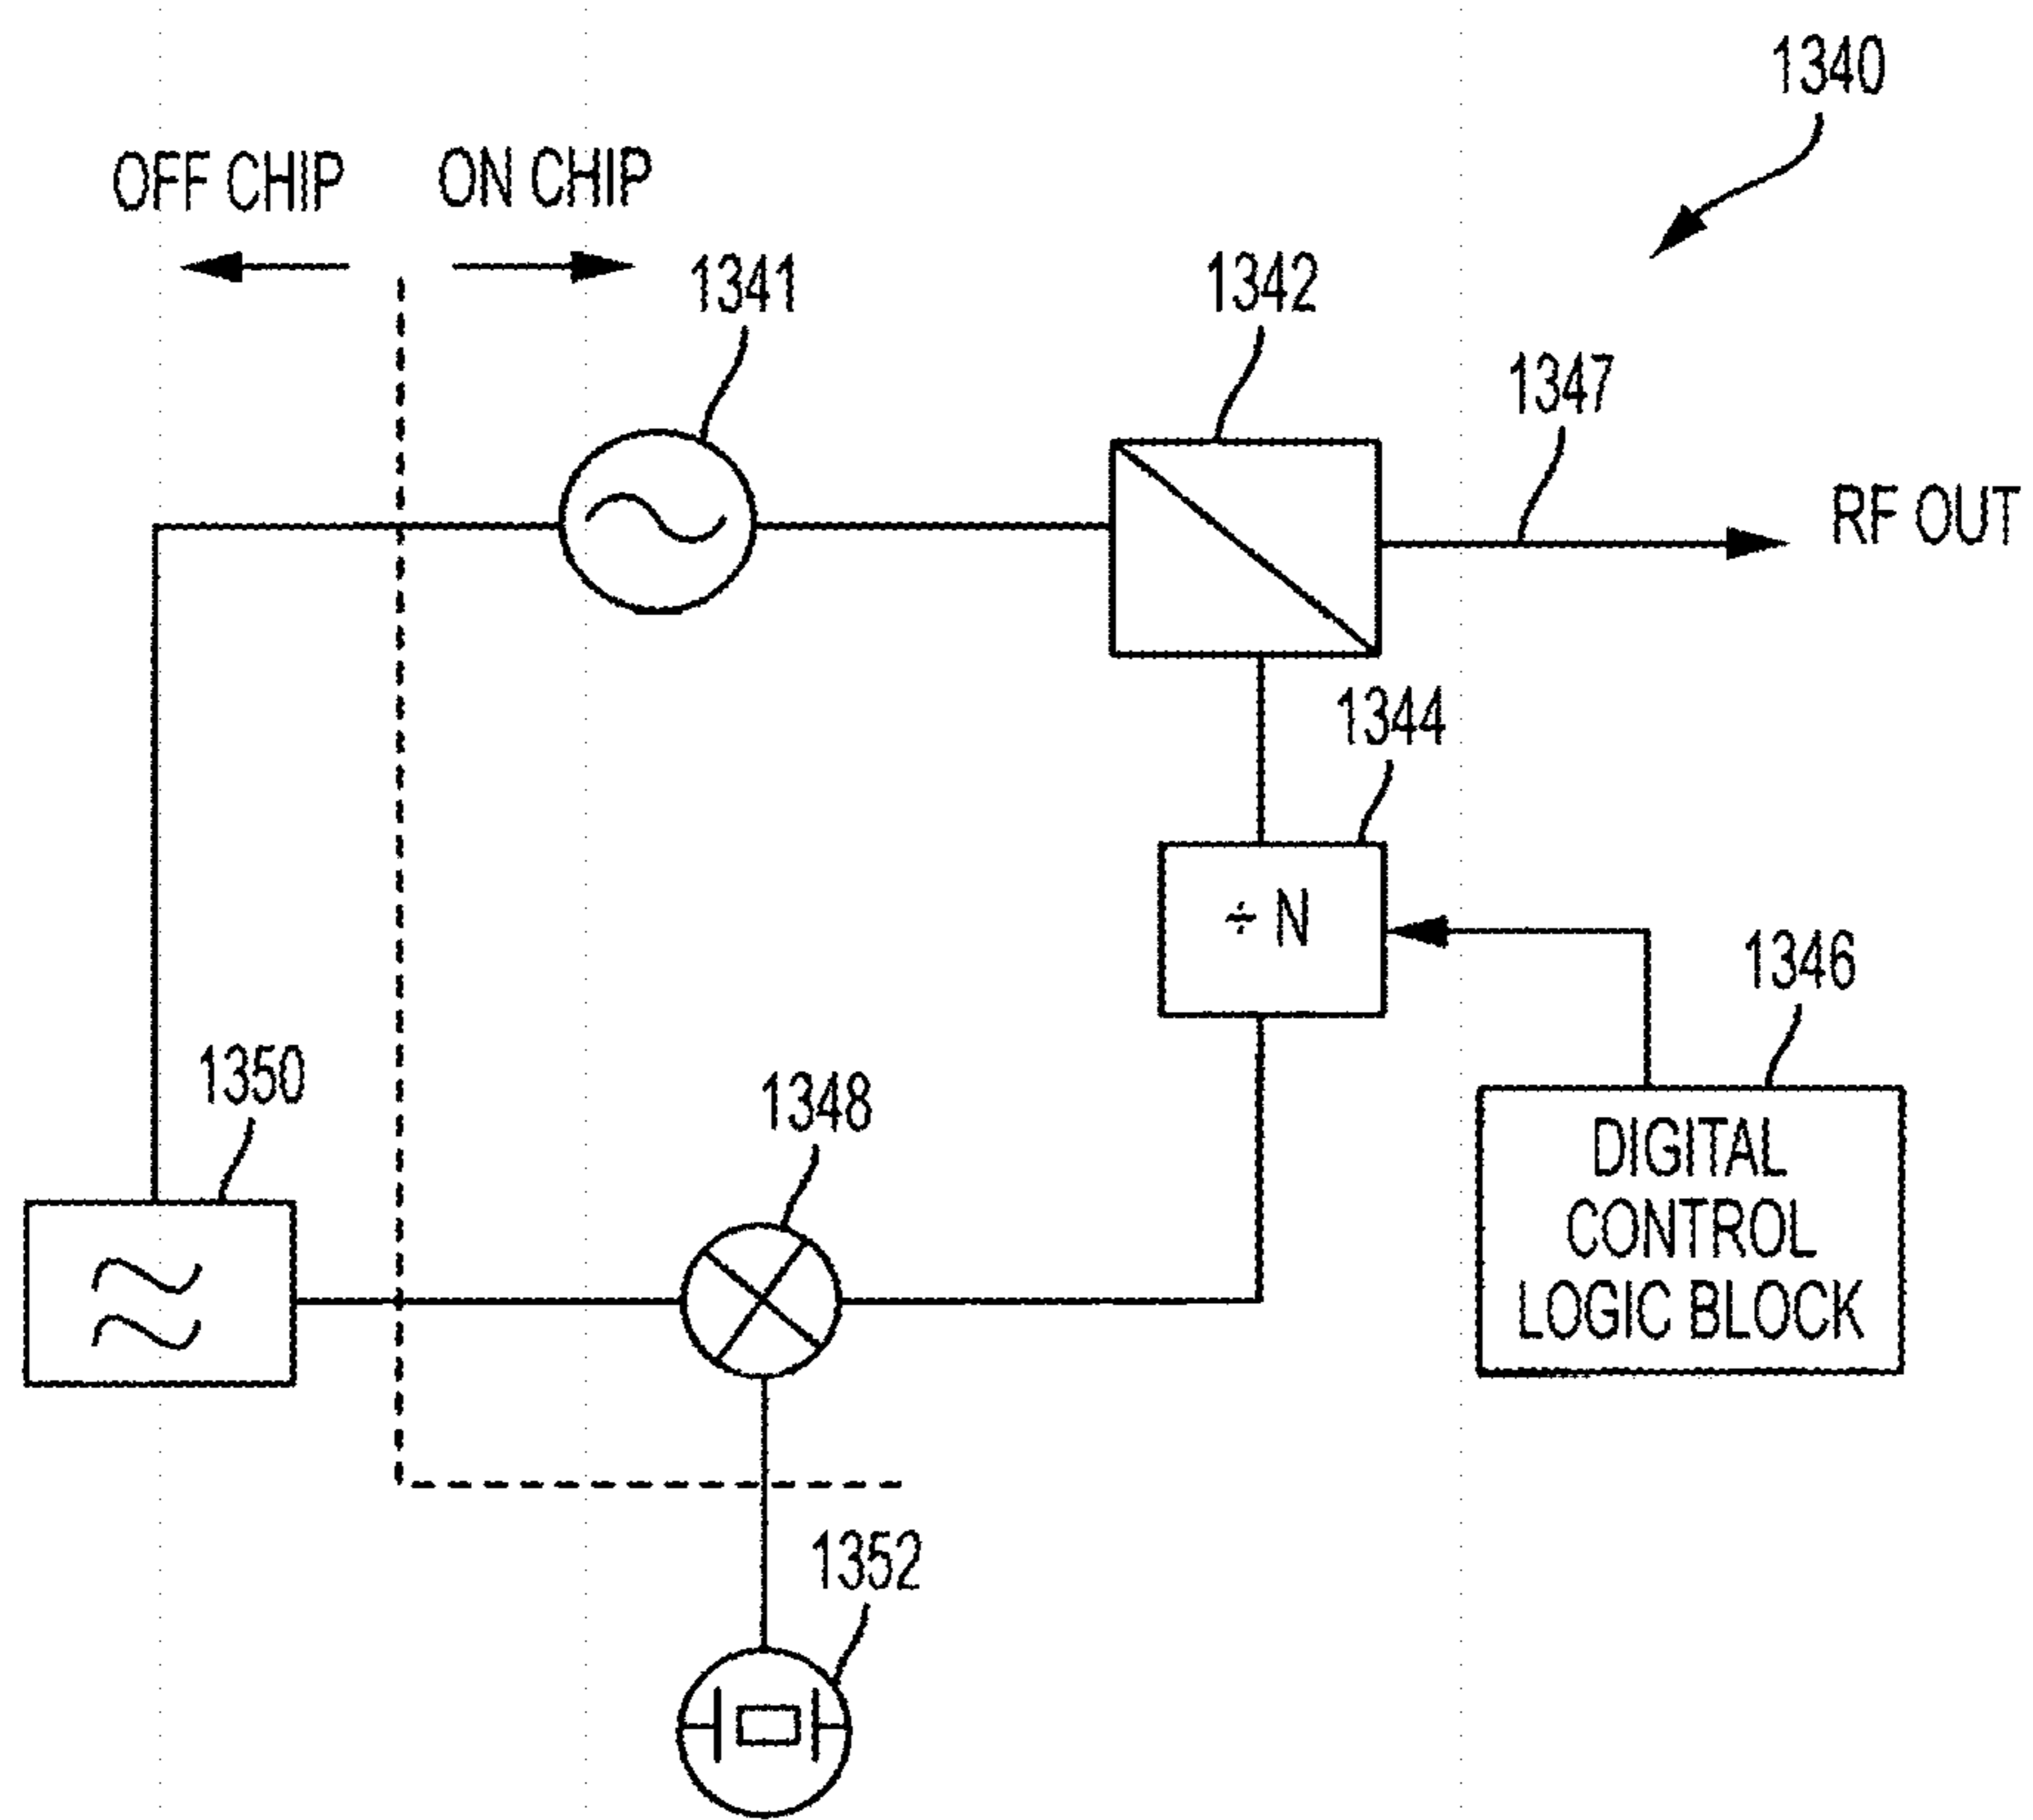 1340
OFF CHIP
ON CHIP
1341
1342
1347
RF OUT
1344
÷ N
1346
1350
1348
DIGITAL
CONTROL
LOGIC BLOCK
1352